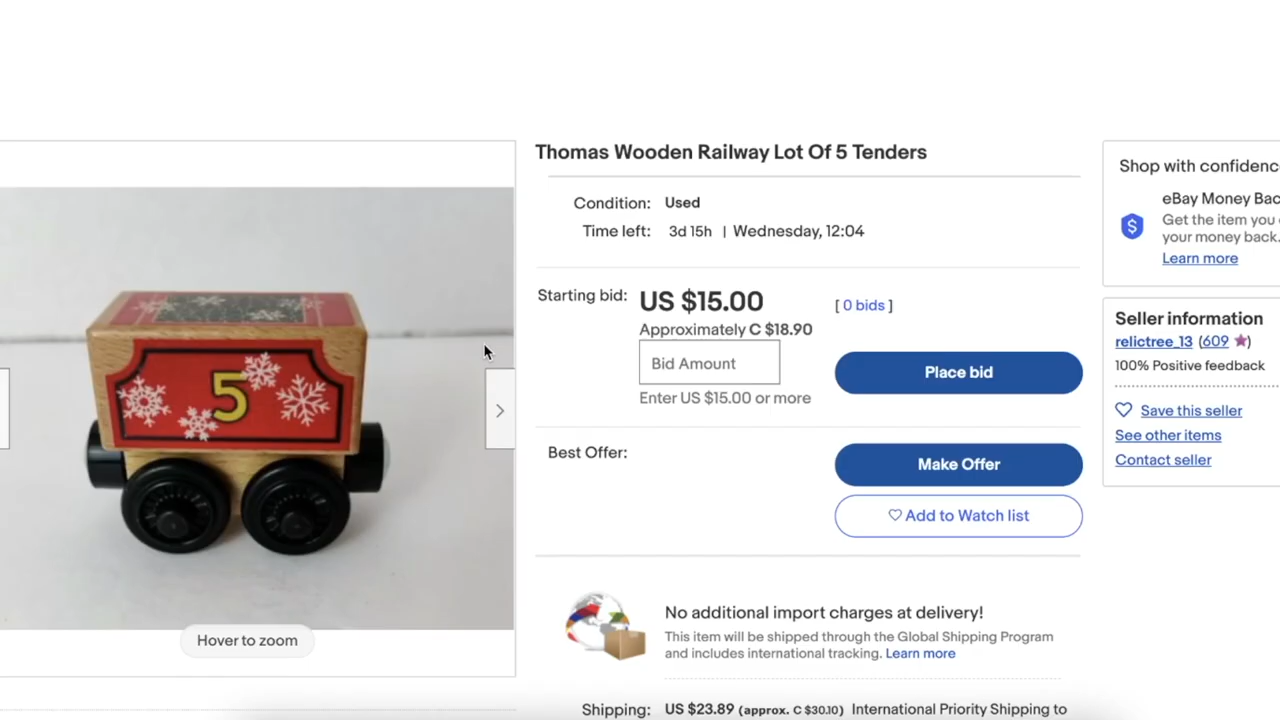 Thomas Wooden Railway Lot Of 5 Tenders
Condition: Used
Time left: 3d 15h | Wednesday, 12:04
Starting bid: US $15.00 [ 0 bids ]
Approximately C $18.90
Bid Amount
Place bid
Enter US $15.00 or more
Best Offer:
Make Offer
Add to Watch list
No additional import charges at delivery!
This item will be shipped through the Global Shipping Program
and includes international tracking. Learn more
Shipping: US $23.89 (approx. C $30.10) International Priority Shipping to
5
Hover to zoom
Shop with confidenc
eBay Money Bac
Get the item you
your money back.
Learn more
Seller information
relictree_13 (609)
100% Positive feedback
Save this seller
See other items
Contact seller